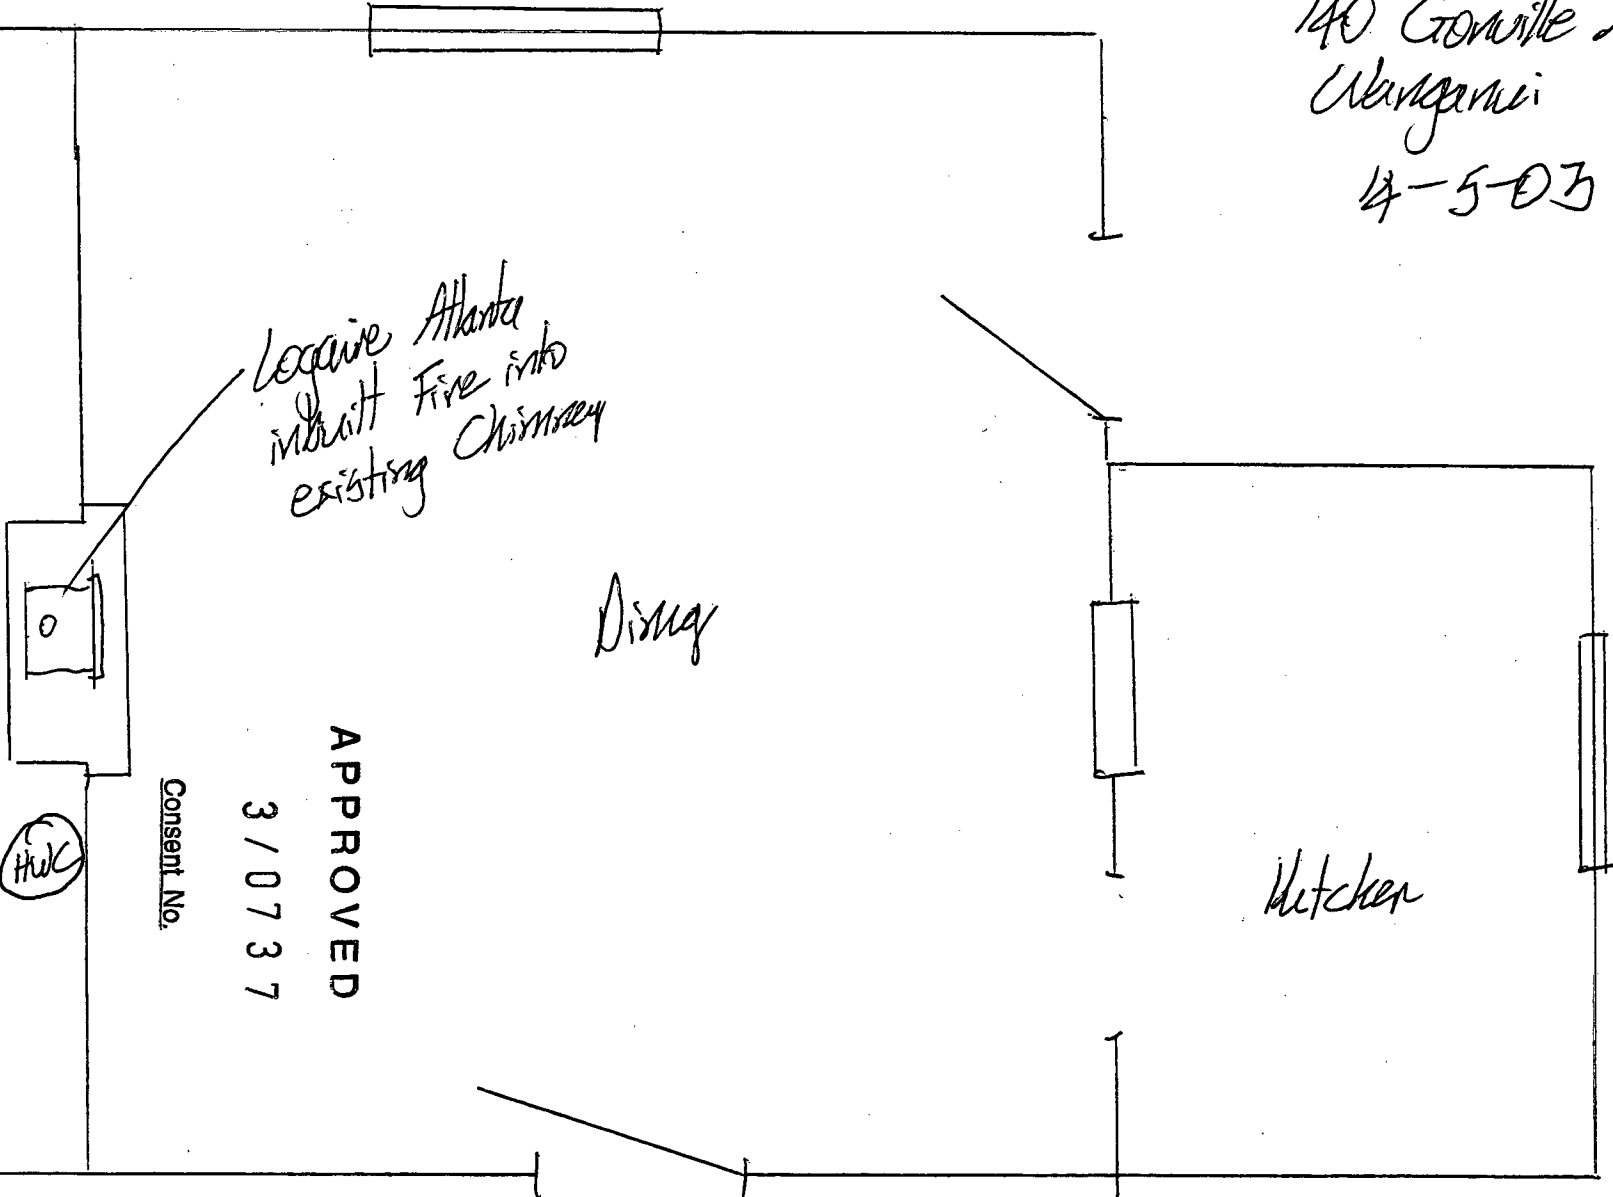 140 Gonville
Wanganui
4-5-03
Logaire Atlanta
inbuilt Fire into
existing Chimney
Dining
APPROVED
3/0737
Consent No.
HWC
Kitchen